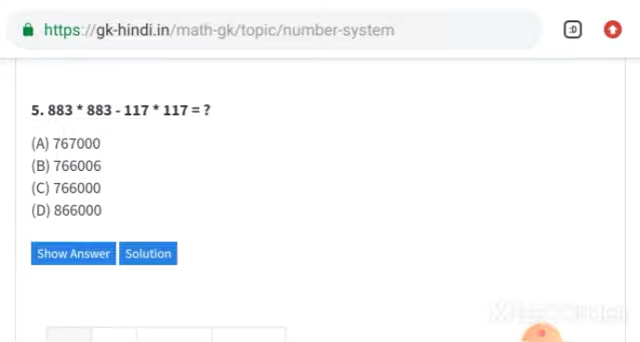 https://gk-hindi.in/math-gk/topic/number-system
:D
5. 883 * 883 - 117 * 117 = ?
(A) 767000
(B) 766006
(C) 766000
(D) 866000
Show Answer Solution